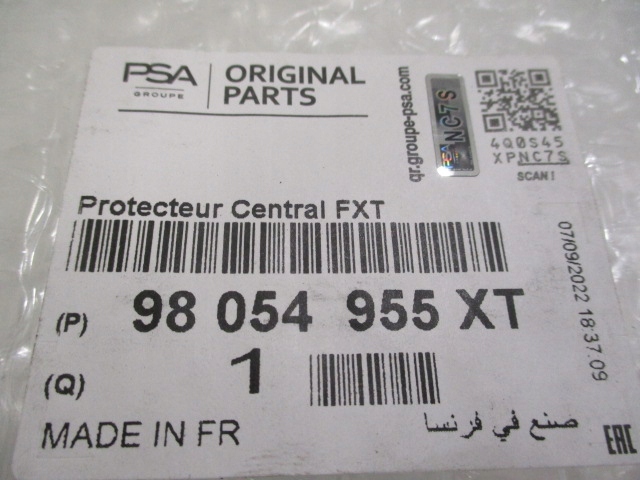 PSA
GROUPE
ORIGINAL
PARTS
qr.groupe-psa.com
PSA NC7S
4Q0S45
XPNC7S
SCAN!
Protecteur Central FXT
(P) 98 054 955 XT
07/09/2022 18:37.09
(Q) 1
MADE IN FR
صنع في فرنسا
EAC